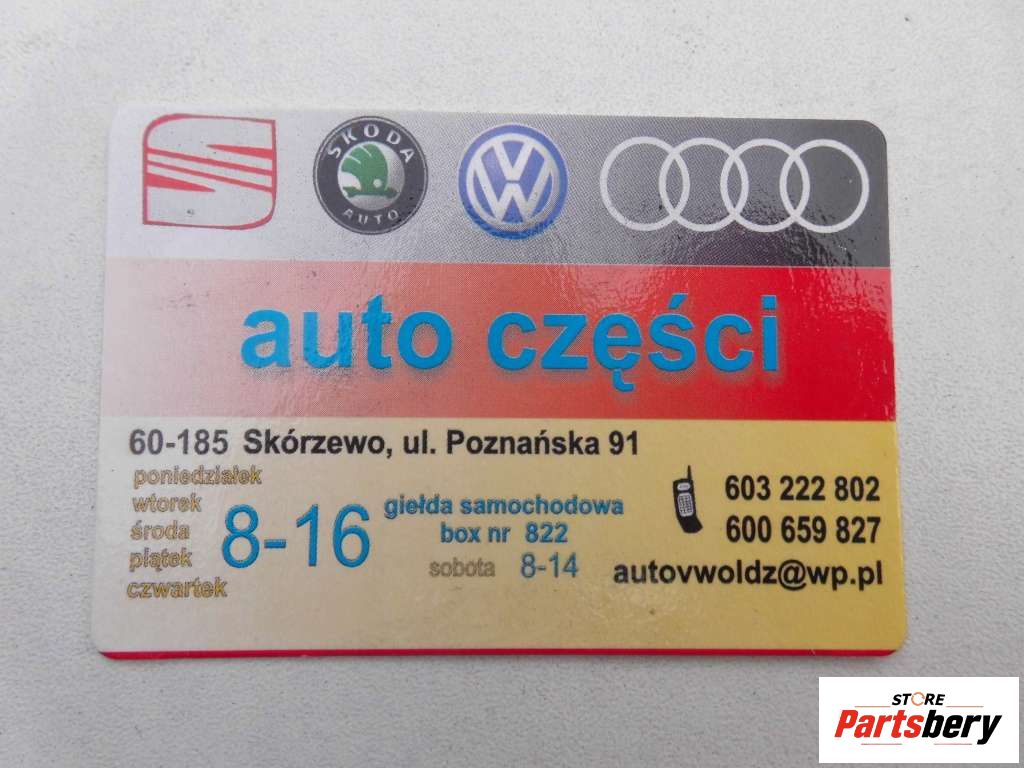 S
SKODA
AUTO
VW
auto części
60-185 Skórzewo, ul. Poznańska 91
poniedziałek
wtorek
środa
piątek
czwartek
8-16
giełda samochodowa
box nr 822
sobota 8-14
603 222 802
600 659 827
autovwoldz@wp.pl
STORE
Partsbery